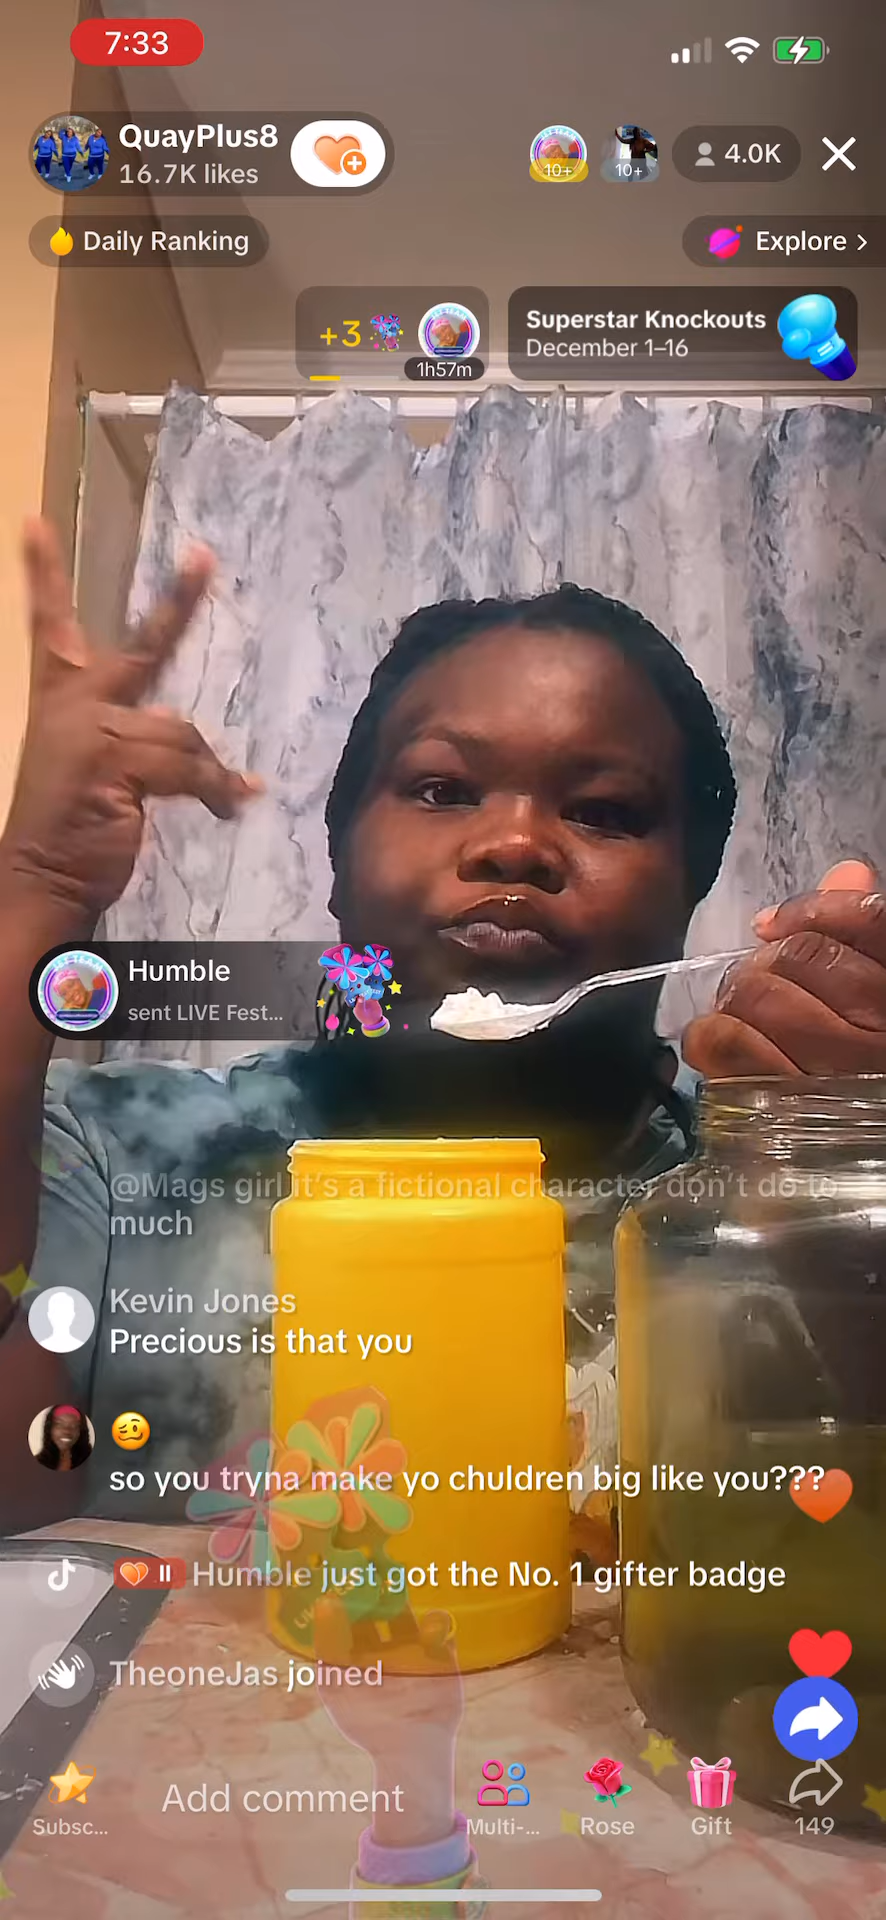 7:33
QuayPlus8
16.7K likes
10+
10+
4.0K
Daily Ranking
Explore >
+3
1h57m
Superstar Knockouts
December 1–16
Humble
sent LIVE Fest...
@Mags girl it's a fictional character don't do to
much
Kevin Jones
Precious is that you
🥴
so you tryna make yo chuldren big like you???
II Humble just got the No. 1 gifter badge
TheoneJas joined
Subsc...
Add comment
Multi-...
Rose
Gift
149